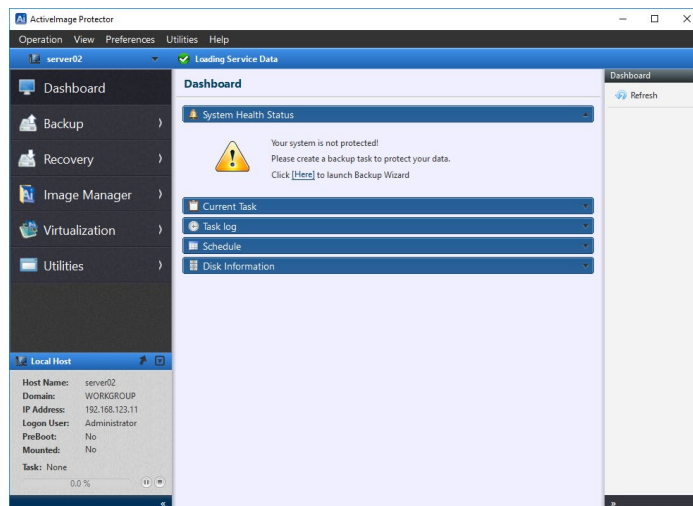 Ai ActiveImage Protector
Operation View Preferences Utilities Help
server02
Loading Service Data
Dashboard
Backup
Recovery
Image Manager
Virtualization
Utilities
Dashboard
System Health Status
Your system is not protected!
Please create a backup task to protect your data.
Click [Here] to launch Backup Wizard
Current Task
Task log
Schedule
Disk Information
Dashboard
Refresh
Local Host
Host Name: server02
Domain: WORKGROUP
IP Address: 192.168.123.11
Logon User: Administrator
PreBoot: No
Mounted: No
Task: None
0.0 %